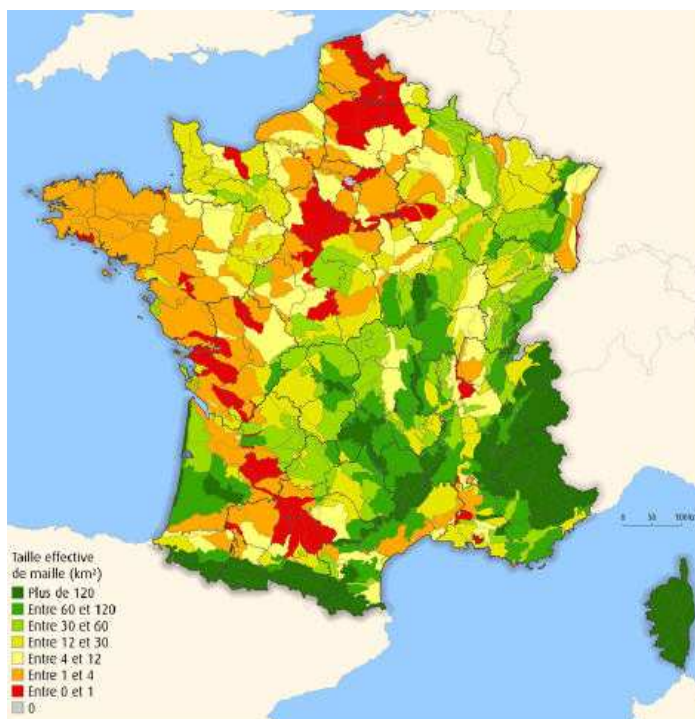 0 50 100km
Taille effective
de maille (km²)
Plus de 120
Entre 60 et 120
Entre 30 et 60
Entre 12 et 30
Entre 4 et 12
Entre 1 et 4
Entre 0 et 1
0